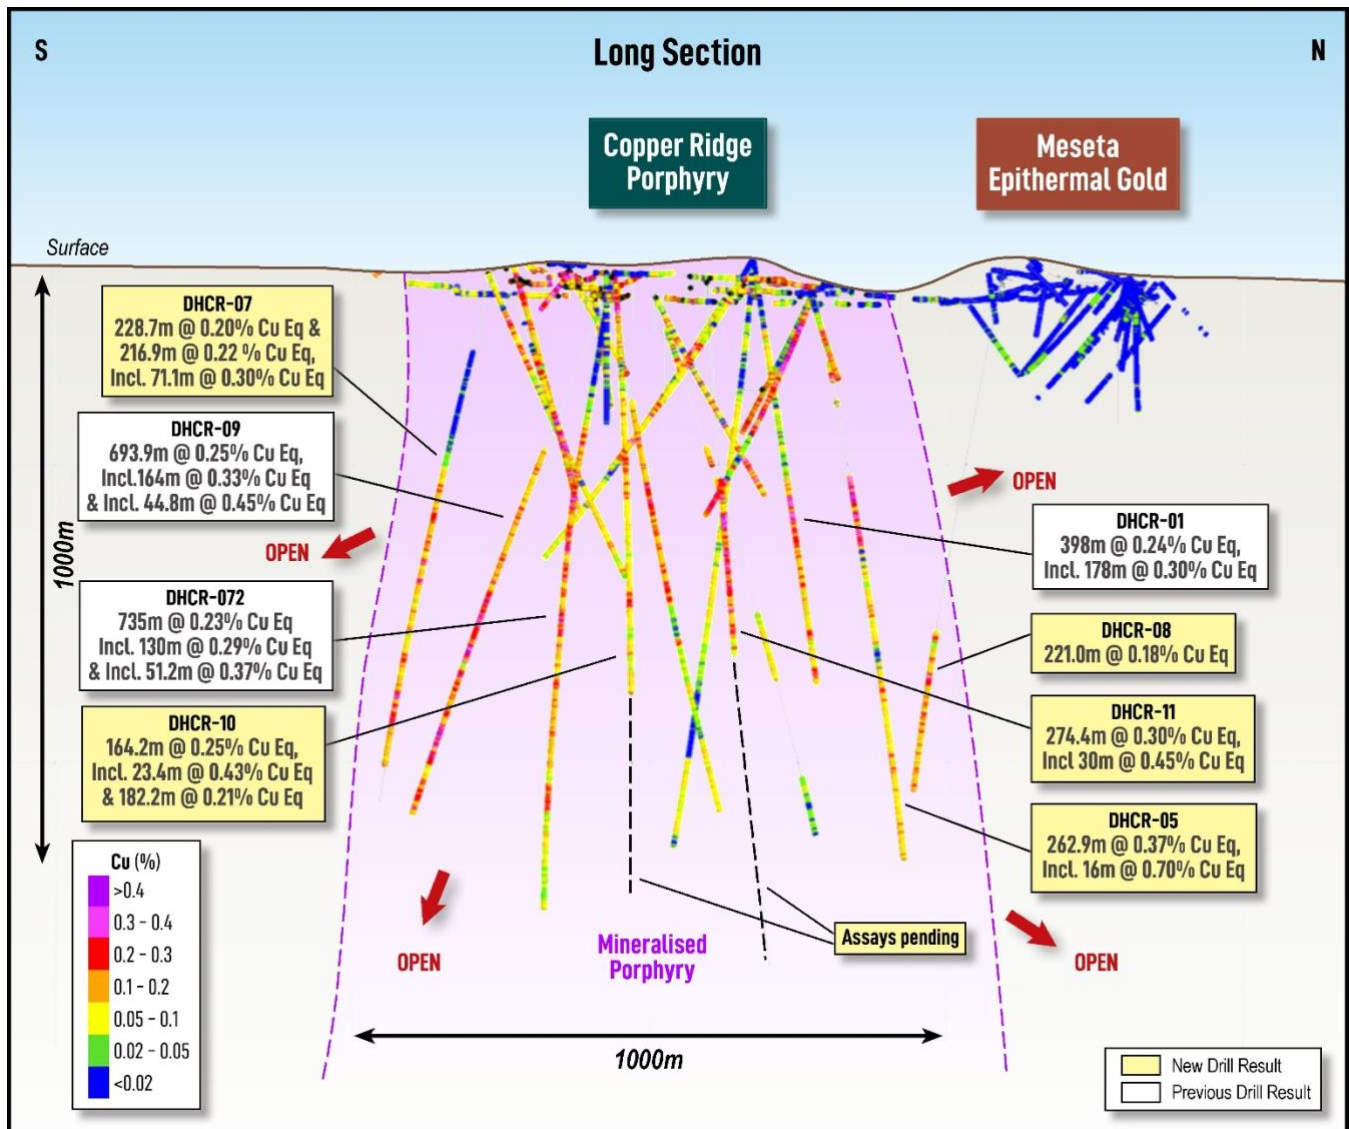 S
Long Section
N
Copper Ridge
Porphyry
Meseta
Epithermal Gold
Surface
DHCR-07
228.7m @ 0.20% Cu Eq &
216.9m @ 0.22 % Cu Eq,
Incl. 71.1m @ 0.30% Cu Eq
DHCR-09
693.9m @ 0.25% Cu Eq,
Incl.164m @ 0.33% Cu Eq
& Incl. 44.8m @ 0.45% Cu Eq
OPEN
1000m
DHCR-072
735m @ 0.23% Cu Eq
Incl. 130m @ 0.29% Cu Eq
& Incl. 51.2m @ 0.37% Cu Eq
DHCR-10
164.2m @ 0.25% Cu Eq,
Incl. 23.4m @ 0.43% Cu Eq
& 182.2m @ 0.21% Cu Eq
OPEN
DHCR-01
398m @ 0.24% Cu Eq,
Incl. 178m @ 0.30% Cu Eq
DHCR-08
221.0m @ 0.18% Cu Eq
DHCR-11
274.4m @ 0.30% Cu Eq,
Incl 30m @ 0.45% Cu Eq
DHCR-05
262.9m @ 0.37% Cu Eq,
Incl. 16m @ 0.70% Cu Eq
Cu (%)
>0.4
0.3 - 0.4
0.2 - 0.3
0.1 - 0.2
0.05 - 0.1
0.02 - 0.05
<0.02
OPEN
Mineralised
Porphyry
Assays pending
OPEN
1000m
New Drill Result
Previous Drill Result